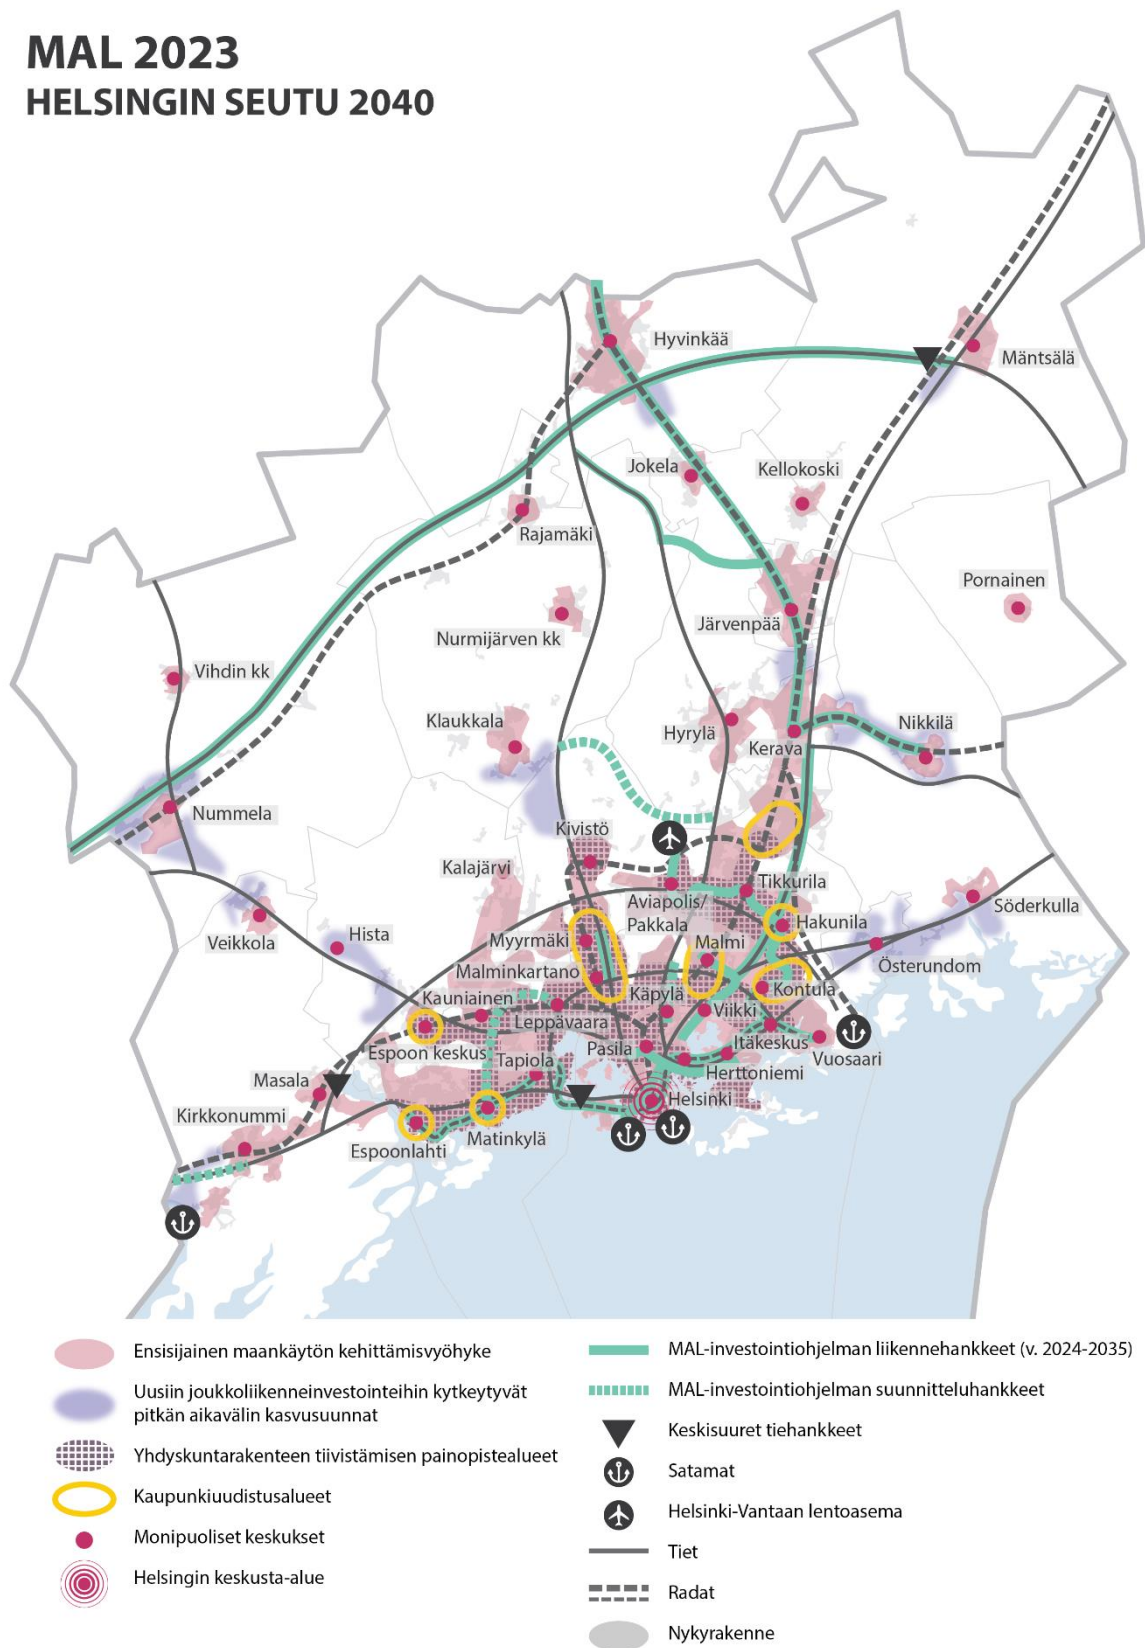 MAL 2023
HELSINGIN SEUTU 2040
Hyvinkää
Mäntsälä
Jokela
Kellokoski
Rajamäki
Pornainen
Järvenpää
Nurmijärven kk
Vihdin kk
Klaukkala
Hyrylä
Nikkilä
Kerava
Nummela
Kivistö
Kalajärvi
Tikkurila
Aviapolis/
Pakkala
Söderkulla
Hakunila
Veikkola
Hista
Myyrmäki
Malmi
Österundom
Malminkartano
Kontula
Kauniainen
Käpylä
Leppävaara
Viikki
Itäkeskus
Espoon keskus
Tapiola
Pasila
Vuosaari
Herttoniemi
Masala
Helsinki
Kirkkonummi
Matinkylä
Espoonlahti
Ensisijainen maankäytön kehittämisvyöhyke
Uusiin joukkoliikenneinvestointeihin kytkeytyvät
pitkän aikavälin kasvusuunnat
Yhdyskuntarakenteen tiivistämisen painopistealueet
Kaupunkiuudistusalueet
Monipuoliset keskukset
Helsingin keskusta-alue
MAL-investointiohjelman liikennehankkeet (v. 2024-2035)
MAL-investointiohjelman suunnitteluhankkeet
Keskisuuret tiehankkeet
Satamat
Helsinki-Vantaan lentoasema
Tiet
Radat
Nykyrakenne